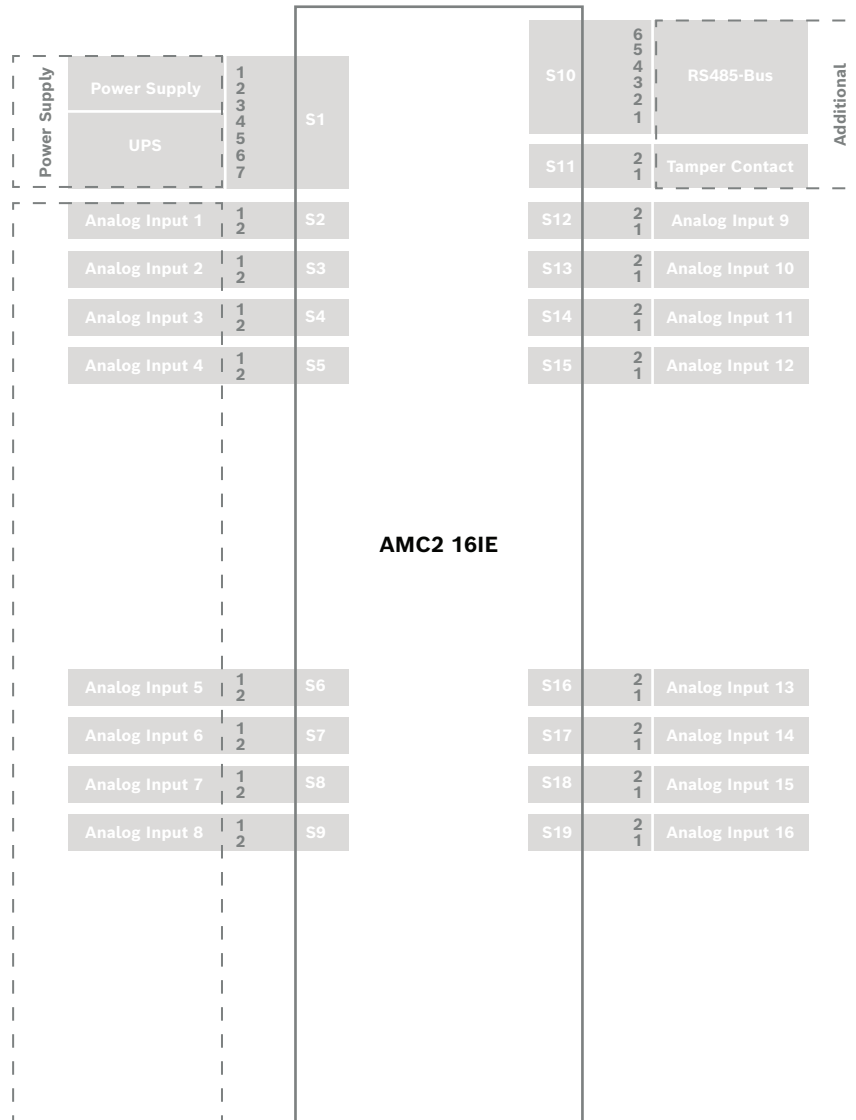 Power Supply
Power Supply
UPS
1
2
3
4
5
6
7
S1
Analog Input 1
1
2
S2
Analog Input 2
1
2
S3
Analog Input 3
1
2
S4
Analog Input 4
1
2
S5
S10
6
5
4
3
2
1
RS485-Bus
Additional
S11
2
1
Tamper Contact
S12
2
1
Analog Input 9
S13
2
1
Analog Input 10
S14
2
1
Analog Input 11
S15
2
1
Analog Input 12
AMC2 16IE
Analog Input 5
1
2
S6
Analog Input 6
1
2
S7
Analog Input 7
1
2
S8
Analog Input 8
1
2
S9
S16
2
1
Analog Input 13
S17
2
1
Analog Input 14
S18
2
1
Analog Input 15
S19
2
1
Analog Input 16